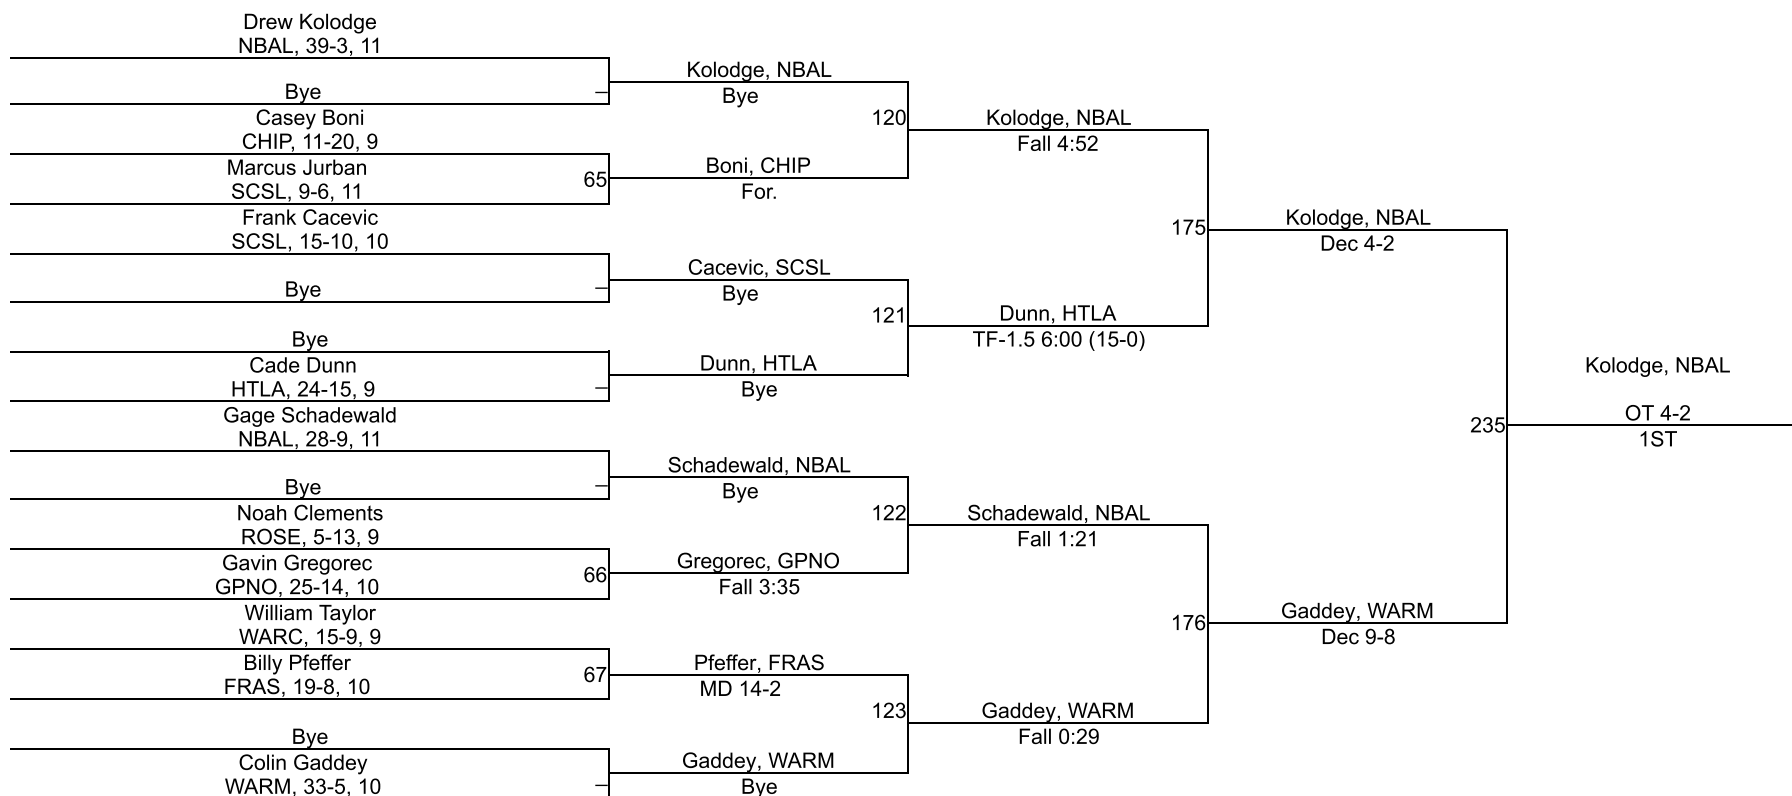 Drew Kolodge
NBAL, 39-3, 11
Bye
Casey Boni
CHIP, 11-20, 9
Marcus Jurban
SCSL, 9-6, 11
Frank Cacevic
SCSL, 15-10, 10
Bye
Bye
Cade Dunn
HTLA, 24-15, 9
Gage Schadewald
NBAL, 28-9, 11
Bye
Noah Clements
ROSE, 5-13, 9
Gavin Gregorec
GPNO, 25-14, 10
William Taylor
WARC, 15-9, 9
Billy Pfeffer
FRAS, 19-8, 10
Bye
Colin Gaddey
WARM, 33-5, 10
–
65
–
–
–
66
67
–
Kolodge, NBAL
Bye
Boni, CHIP
For.
Cacevic, SCSL
Bye
Dunn, HTLA
Bye
Schadewald, NBAL
Bye
Gregorec, GPNO
Fall 3:35
Pfeffer, FRAS
MD 14-2
Gaddey, WARM
Bye
120
121
122
123
Kolodge, NBAL
Fall 4:52
Dunn, HTLA
TF-1.5 6:00 (15-0)
Schadewald, NBAL
Fall 1:21
Gaddey, WARM
Fall 0:29
175
176
Kolodge, NBAL
Dec 4-2
Gaddey, WARM
Dec 9-8
235
Kolodge, NBAL
OT 4-2
1ST